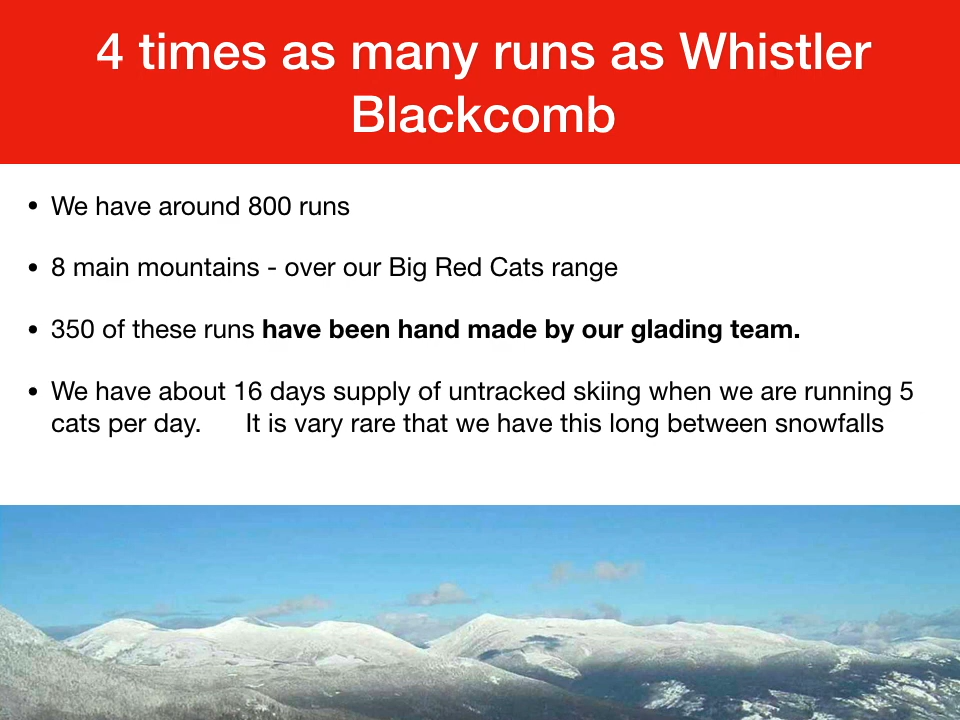 4 times as many runs as Whistler
Blackcomb
• We have around 800 runs
• 8 main mountains - over our Big Red Cats range
• 350 of these runs have been hand made by our glading team.
• We have about 16 days supply of untracked skiing when we are running 5
cats per day. It is vary rare that we have this long between snowfalls